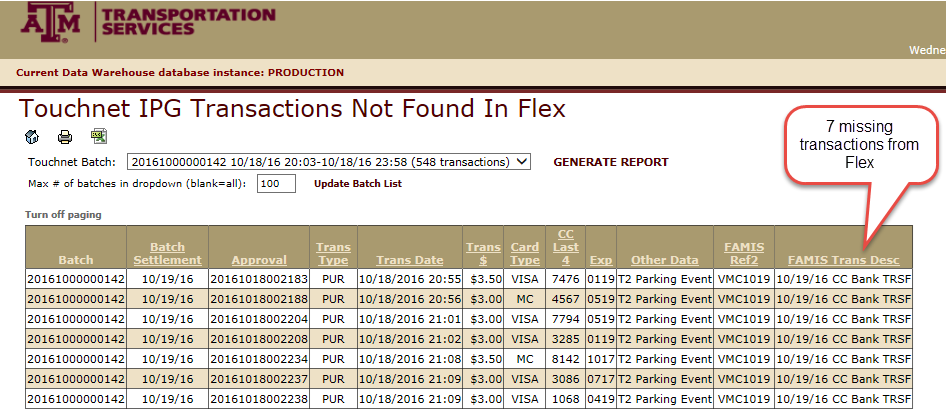 ATM TRANSPORTATION
SERVICES
Wedne
Current Data Warehouse database instance: PRODUCTION
Touchnet IPG Transactions Not Found In Flex
7 missing
transactions from
Flex
Touchnet Batch: 20161000000142 10/18/16 20:03-10/18/16 23:58 (548 transactions) GENERATE REPORT
Max # of batches in dropdown (blank=all): 100 Update Batch List
Turn off paging
Batch Batch Settlement Approval Trans Type Trans Date Trans $ Card Type CC Last 4 Exp Other Data FAMIS Ref2 FAMIS Trans Desc
20161000000142 10/19/16 20161018002183 PUR 10/18/2016 20:55 $3.50 VISA 7476 0119 T2 Parking Event VMC1019 10/19/16 CC Bank TRSF
20161000000142 10/19/16 20161018002188 PUR 10/18/2016 20:56 $3.00 MC 4567 0519 T2 Parking Event VMC1019 10/19/16 CC Bank TRSF
20161000000142 10/19/16 20161018002204 PUR 10/18/2016 21:01 $3.00 VISA 7794 0519 T2 Parking Event VMC1019 10/19/16 CC Bank TRSF
20161000000142 10/19/16 20161018002208 PUR 10/18/2016 21:02 $3.00 VISA 3285 0119 T2 Parking Event VMC1019 10/19/16 CC Bank TRSF
20161000000142 10/19/16 20161018002234 PUR 10/18/2016 21:08 $3.50 MC 8142 1017 T2 Parking Event VMC1019 10/19/16 CC Bank TRSF
20161000000142 10/19/16 20161018002237 PUR 10/18/2016 21:09 $3.00 VISA 3086 0717 T2 Parking Event VMC1019 10/19/16 CC Bank TRSF
20161000000142 10/19/16 20161018002238 PUR 10/18/2016 21:09 $3.00 VISA 1068 0419 T2 Parking Event VMC1019 10/19/16 CC Bank TRSF